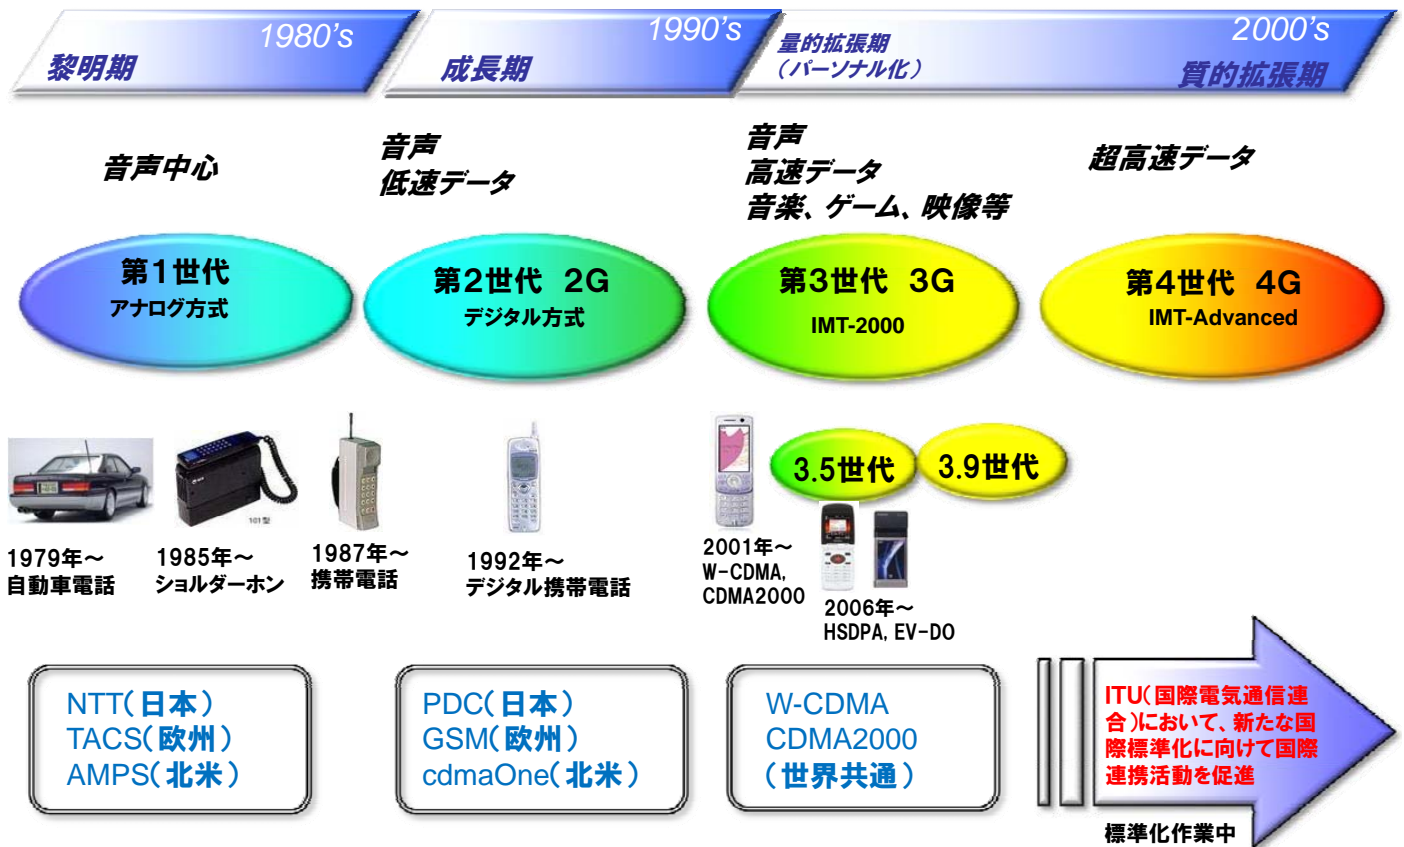 1980's
黎明期
1990's
成長期
2000's
量的拡張期
（パーソナル化）
質的拡張期
音声中心
音声
低速データ
音声
高速データ
音楽、ゲーム、映像等
超高速データ
第1世代
アナログ方式
第2世代 2G
デジタル方式
第3世代 3G
IMT-2000
第4世代 4G
IMT-Advanced
3.5世代
3.9世代
101型
1979年～
自動車電話
1985年～
ショルダーホン
1987年～
携帯電話
1992年～
デジタル携帯電話
2001年～
W-CDMA,
CDMA2000
2006年～
HSDPA, EV-DO
NTT(日本)
TACS(欧州)
AMPS(北米)
PDC(日本)
GSM(欧州)
cdmaOne(北米)
W-CDMA
CDMA2000
(世界共通)
ITU(国際電気通信連
合)において、新たな国
際標準化に向けて国際
連携活動を促進
標準化作業中